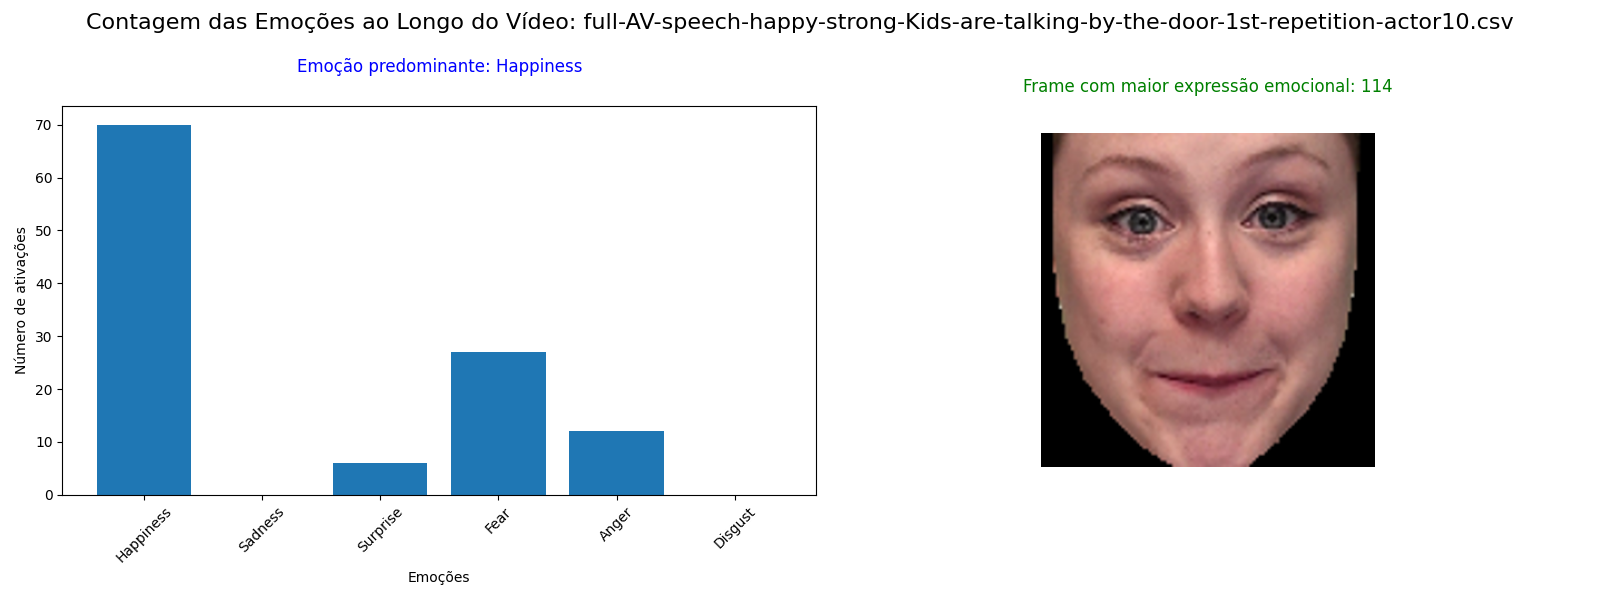 Contagem das Emoções ao Longo do Vídeo: full-AV-speech-happy-strong-Kids-are-talking-by-the-door-1st-repetition-actor10.csv
Emoção predominante: Happiness
Frame com maior expressão emocional: 114
Número de ativações
70
60
50
40
30
20
10
0
Happiness
Sadness
Surprise
Fear
Anger
Disgust
Emoções